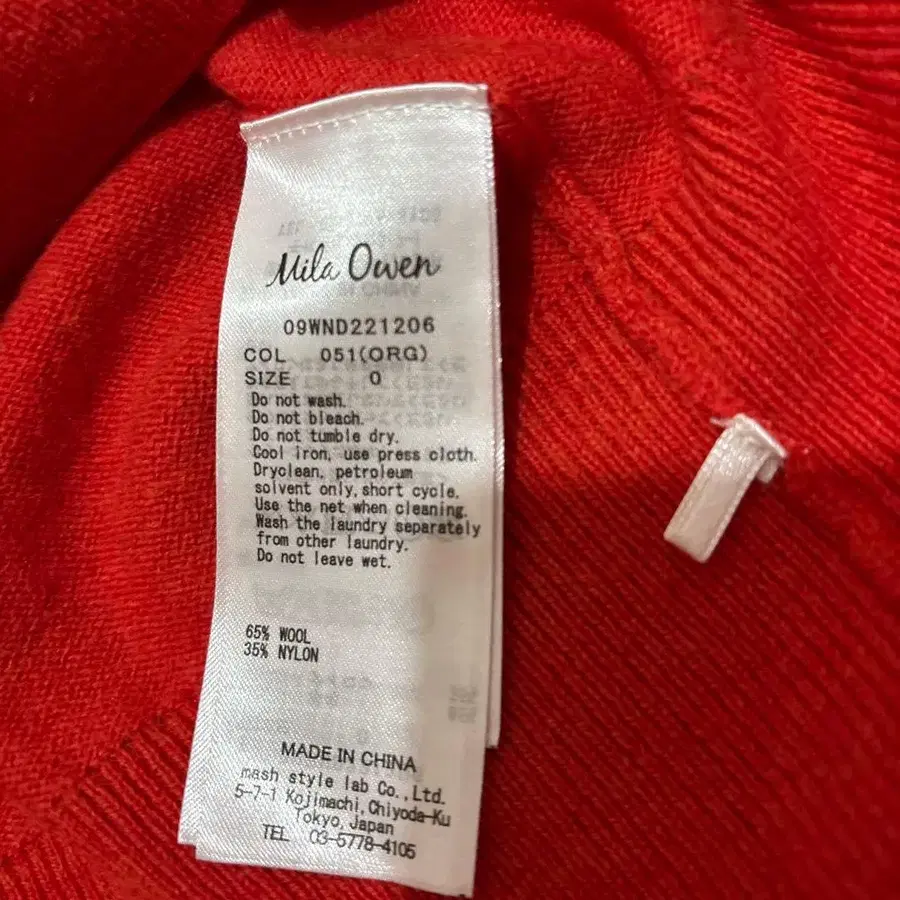 Mila Owen
09WND221206
COL 051(ORG)
SIZE 0
Do not wash.
Do not bleach.
Do not tumble dry.
Cool iron, use press cloth.
Dryclean, petroleum
solvent only, short cycle.
Use the net when cleaning.
Wash the laundry separately
from other laundry.
Do not leave wet.
65% WOOL
35% NYLON
MADE IN CHINA
mash style lab Co.,Ltd.
5-7-1 Kojimachi,Chiyoda-Ku
Tokyo,Japan
TEL 03-5778-4105